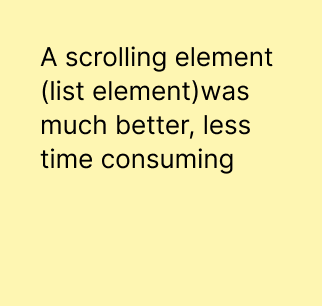 A scrolling element
(list element)was
much better, less
time consuming